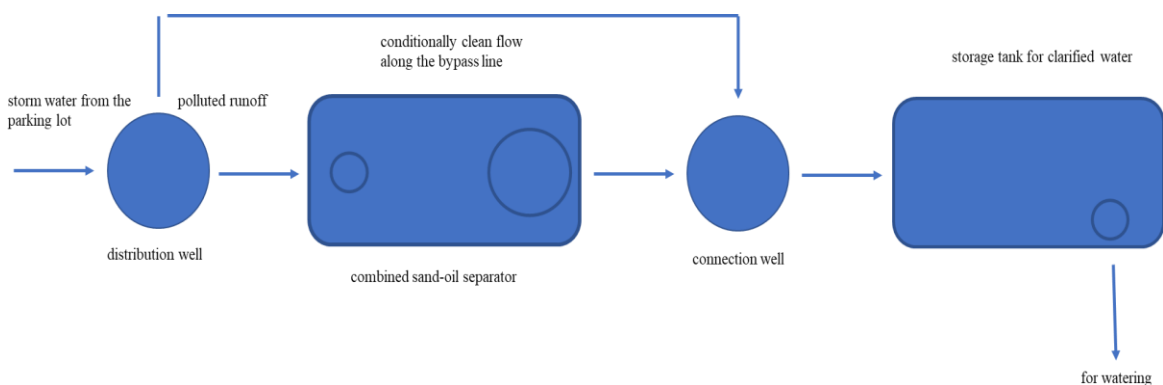 conditionally clean flow
along the bypass line
storage tank for clarified water
storm water from the
parking lot
polluted runoff
distribution well
combined sand-oil separator
connection well
for watering